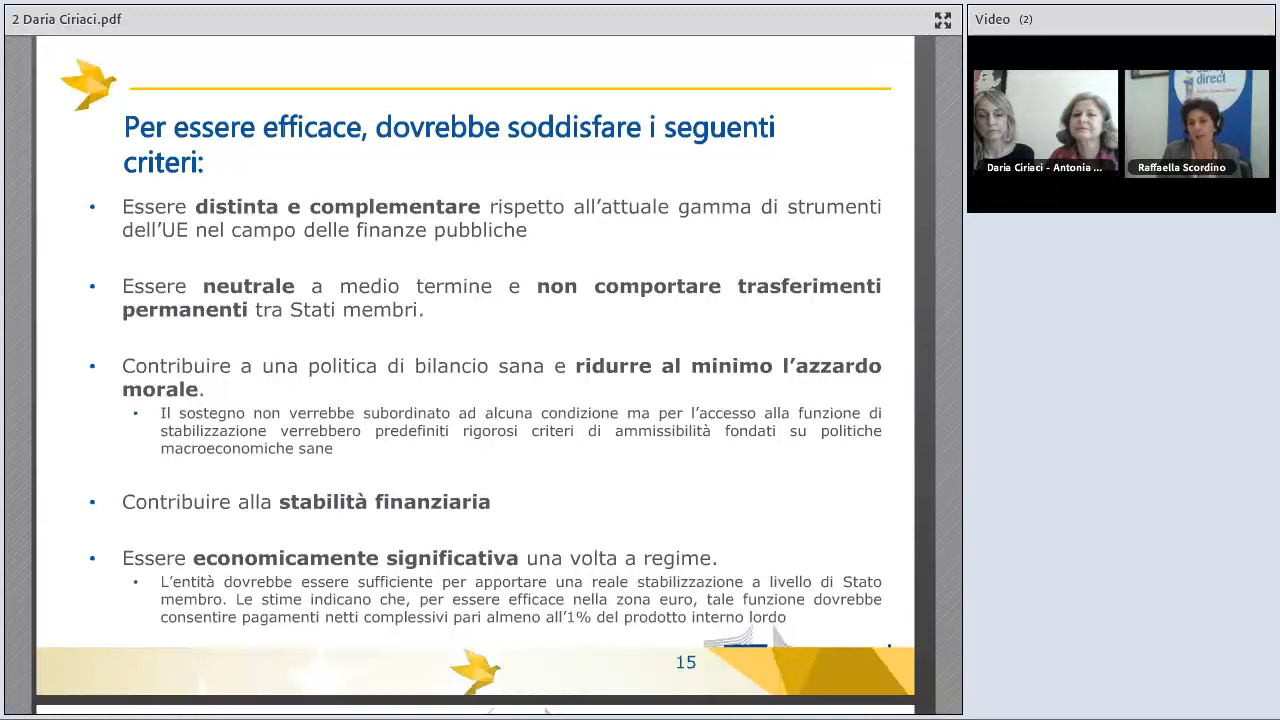 2 Daria Ciriaci.pdf
Video (2)
direct
Daria Ciriaci - Antonia ...
Raffaella Scordino
Per essere efficace, dovrebbe soddisfare i seguenti
criteri:
• Essere distinta e complementare rispetto all’attuale gamma di strumenti
dell’UE nel campo delle finanze pubbliche
• Essere neutrale a medio termine e non comportare trasferimenti
permanenti tra Stati membri.
• Contribuire a una politica di bilancio sana e ridurre al minimo l’azzardo
morale.
• Il sostegno non verrebbe subordinato ad alcuna condizione ma per l’accesso alla funzione di
stabilizzazione verrebbero predefiniti rigorosi criteri di ammissibilità fondati su politiche
macroeconomiche sane
• Contribuire alla stabilità finanziaria
• Essere economicamente significativa una volta a regime.
• L’entità dovrebbe essere sufficiente per apportare una reale stabilizzazione a livello di Stato
membro. Le stime indicano che, per essere efficace nella zona euro, tale funzione dovrebbe
consentire pagamenti netti complessivi pari almeno all’1% del prodotto interno lordo
15